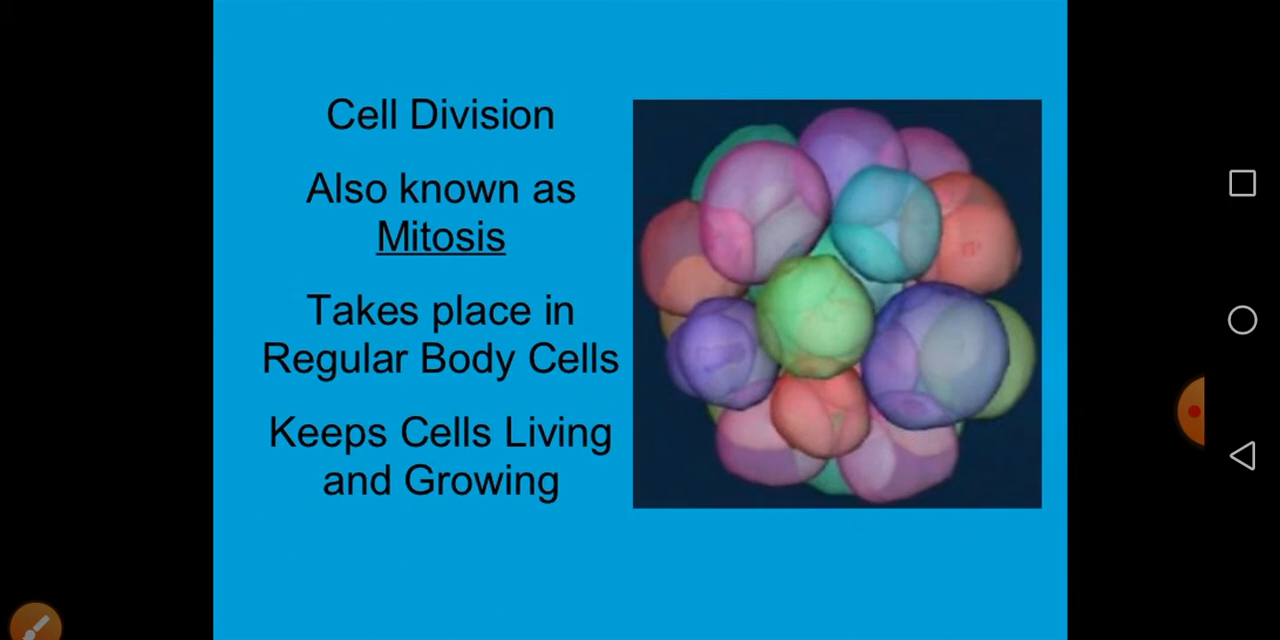 Cell Division
Also known as
Mitosis
Takes place in
Regular Body Cells
Keeps Cells Living
and Growing